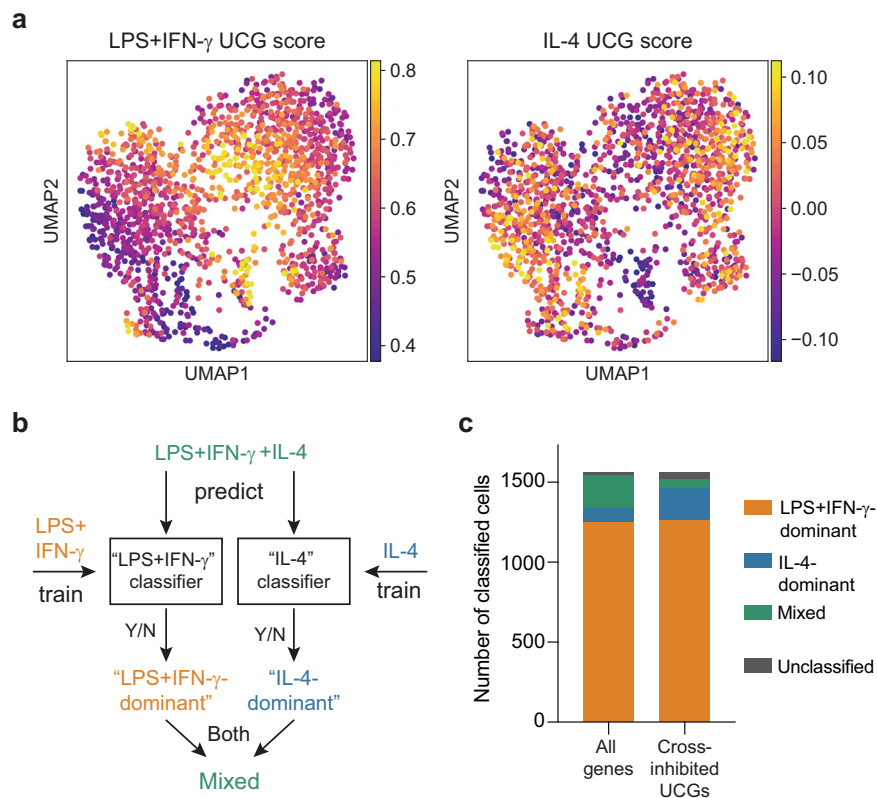 a
LPS+IFN-γ UCG score
IL-4 UCG score
0.8
0.7
0.6
0.5
0.4
0.10
0.05
0.00
−0.05
−0.10
UMAP2
UMAP1
UMAP2
UMAP1
b
LPS+IFN-γ+IL-4
predict
LPS+
IFN-γ
train
“LPS+IFN-γ”
classifier
“IL-4”
classifier
IL-4
train
Y/N
Y/N
“LPS+IFN-γ-
dominant”
“IL-4-
dominant”
Both
Mixed
c
Number of classified cells
1500
1000
500
0
All
genes
Cross-
inhibited
UCGs
LPS+IFN-γ-
dominant
IL-4-
dominant
Mixed
Unclassified